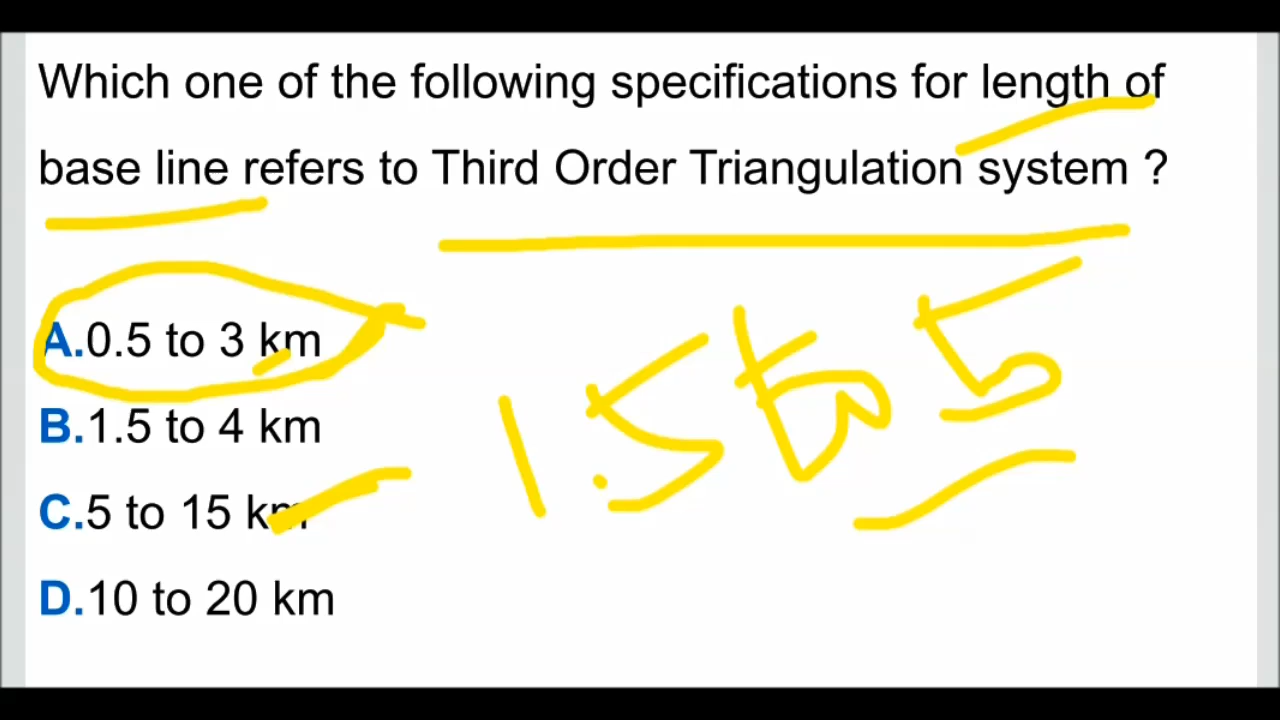 Which one of the following specifications for length of
base line refers to Third Order Triangulation system ?
A.0.5 to 3 km
1.5 to 5
B.1.5 to 4 km
C.5 to 15 km
D.10 to 20 km